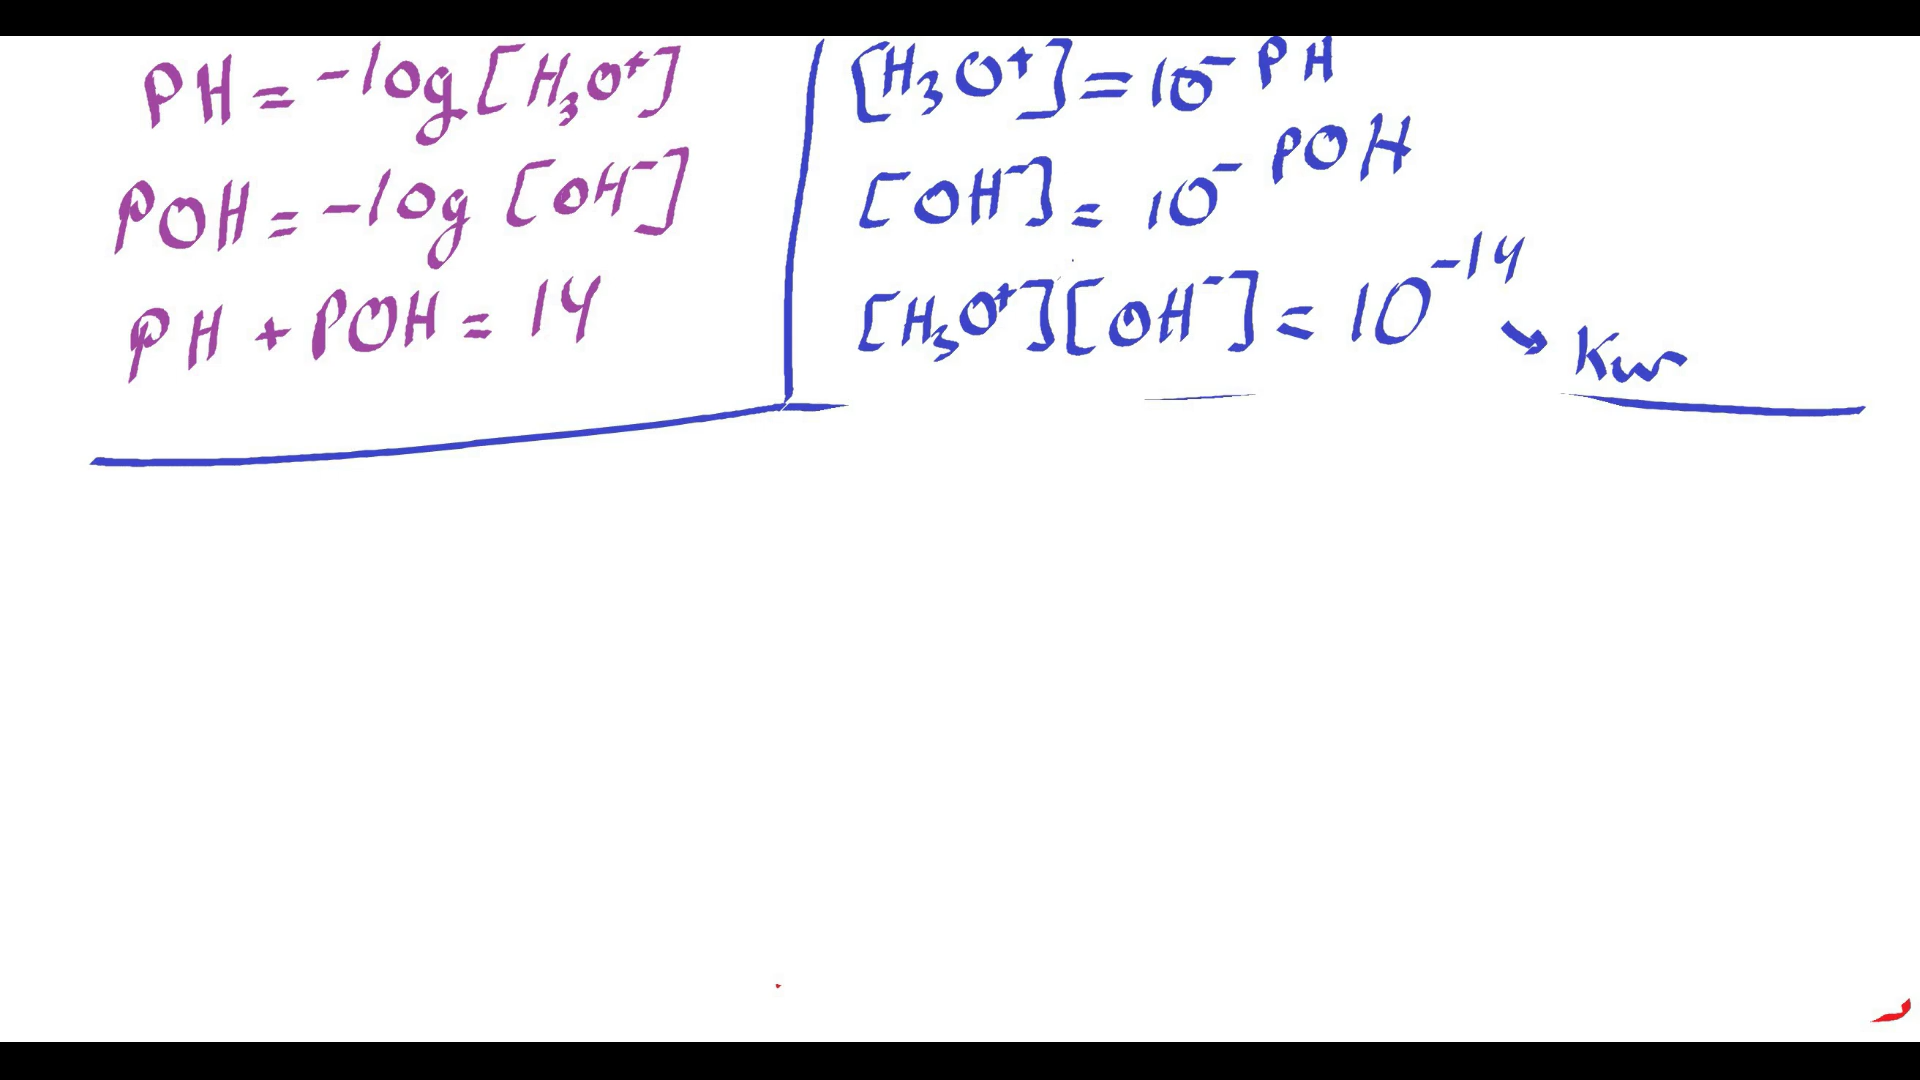 PH = -log [H₃O⁺]
POH = -log [OH⁻]
PH + POH = 14
[H₃O⁺] = 10⁻ᴾᴴ
[OH⁻] = 10⁻ᴾᴼᴴ
[H₃O⁺][OH⁻] = 10⁻¹⁴ ↘ Kw